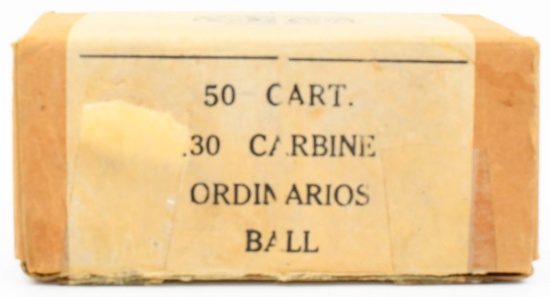 50 CART.
.30 CARBINE
ORDINARIOS
BALL